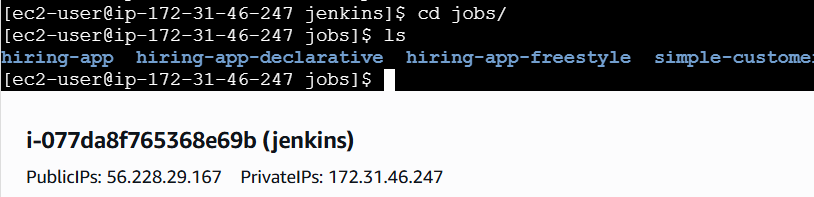 [ec2-user@ip-172-31-46-247 jenkins]$ cd jobs/
[ec2-user@ip-172-31-46-247 jobs]$ ls
hiring-app hiring-app-declarative hiring-app-freestyle simple-custome
[ec2-user@ip-172-31-46-247 jobs]$
i-077da8f765368e69b (jenkins)
PublicIPs: 56.228.29.167 PrivateIPs: 172.31.46.247